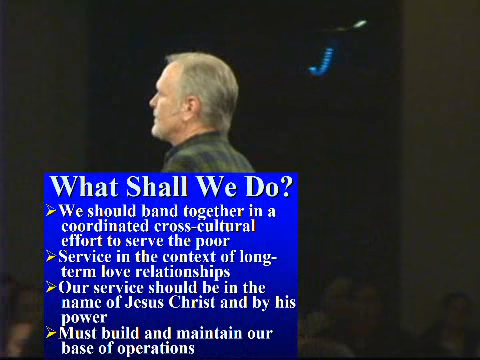 What Shall We Do?
➢We should band together in a
coordinated cross-cultural
effort to serve the poor
➢Service in the context of long-
term love relationships
➢Our service should be in the
name of Jesus Christ and by his
power
➢Must build and maintain our
base of operations